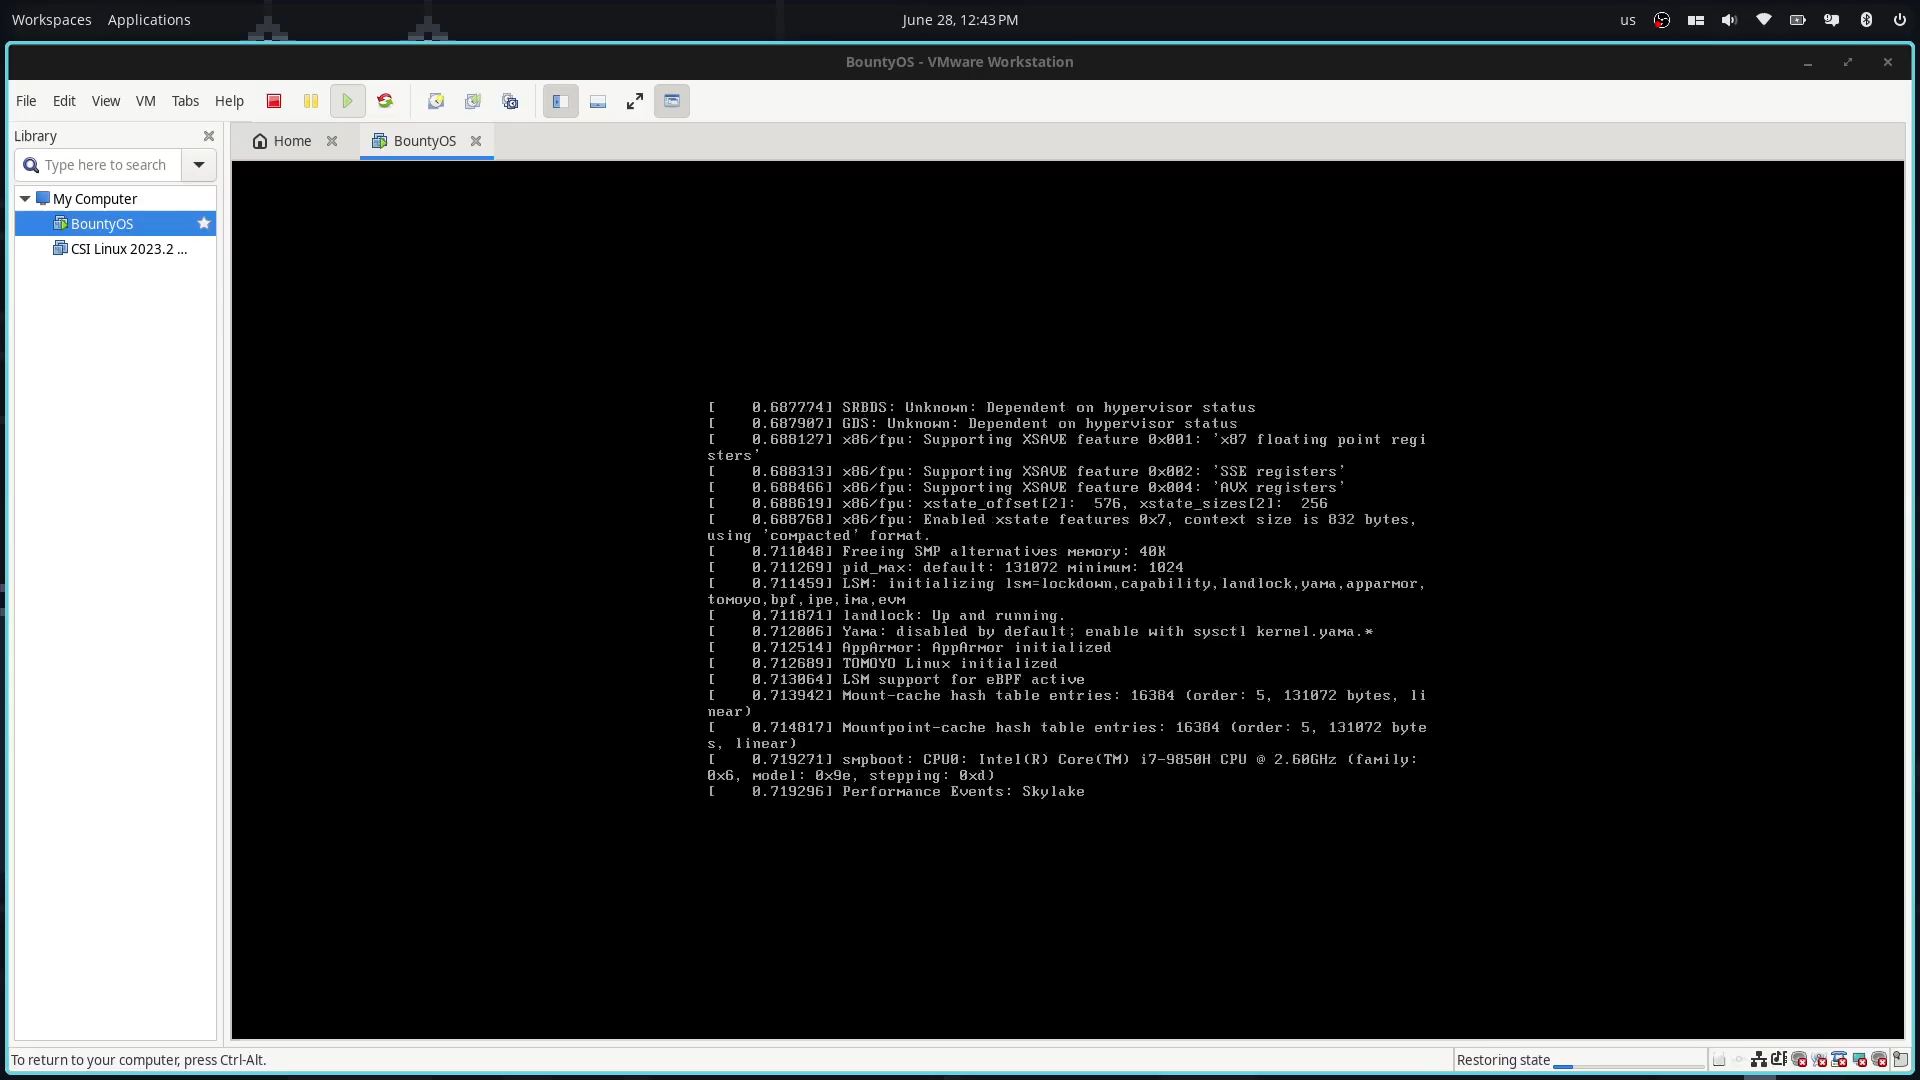 Workspaces Applications June 28, 12:43 PM us
BountyOS - VMware Workstation
File Edit View VM Tabs Help
Library
Home BountyOS
Type here to search
My Computer
BountyOS
CSI Linux 2023.2 ...
[    0.687774] SRBDS: Unknown: Dependent on hypervisor status
[    0.687907] GDS: Unknown: Dependent on hypervisor status
[    0.688127] x86/fpu: Supporting XSAVE feature 0x001: 'x87 floating point regi
sters'
[    0.688313] x86/fpu: Supporting XSAVE feature 0x002: 'SSE registers'
[    0.688466] x86/fpu: Supporting XSAVE feature 0x004: 'AVX registers'
[    0.688619] x86/fpu: xstate_offset[2]:  576, xstate_sizes[2]:  256
[    0.688768] x86/fpu: Enabled xstate features 0x7, context size is 832 bytes,
using 'compacted' format.
[    0.711048] Freeing SMP alternatives memory: 40K
[    0.711269] pid_max: default: 131072 minimum: 1024
[    0.711459] LSM: initializing lsm=lockdown,capability,landlock,yama,apparmor,
tomoyo,bpf,ipe,ima,evm
[    0.711871] landlock: Up and running.
[    0.712006] Yama: disabled by default; enable with sysctl kernel.yama.*
[    0.712514] AppArmor: AppArmor initialized
[    0.712689] TOMOYO Linux initialized
[    0.713064] LSM support for eBPF active
[    0.713942] Mount-cache hash table entries: 16384 (order: 5, 131072 bytes, li
near)
[    0.714817] Mountpoint-cache hash table entries: 16384 (order: 5, 131072 byte
s, linear)
[    0.719271] smpboot: CPU0: Intel(R) Core(TM) i7-9850H CPU @ 2.60GHz (family:
0x6, model: 0x9e, stepping: 0xd)
[    0.719296] Performance Events: Skylake
To return to your computer, press Ctrl-Alt. Restoring state